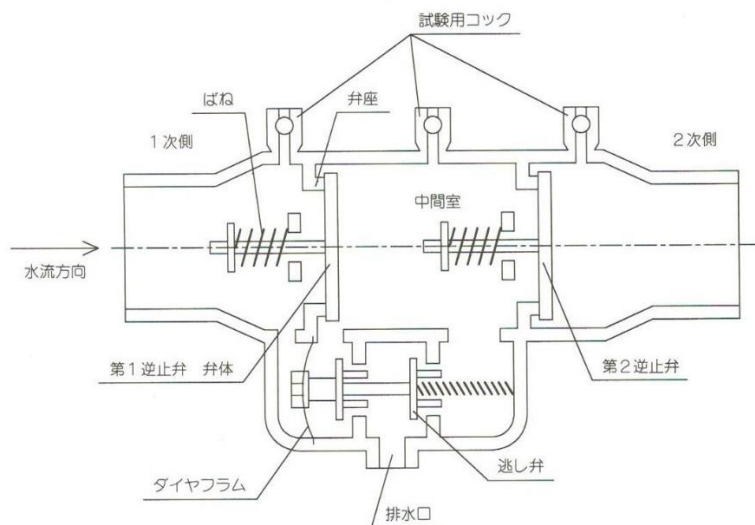 試験用コック
ばね
弁座
1次側
2次側
中間室
水流方向
第1逆止弁　弁体
第2逆止弁
ダイヤフラム
逃し弁
排水口